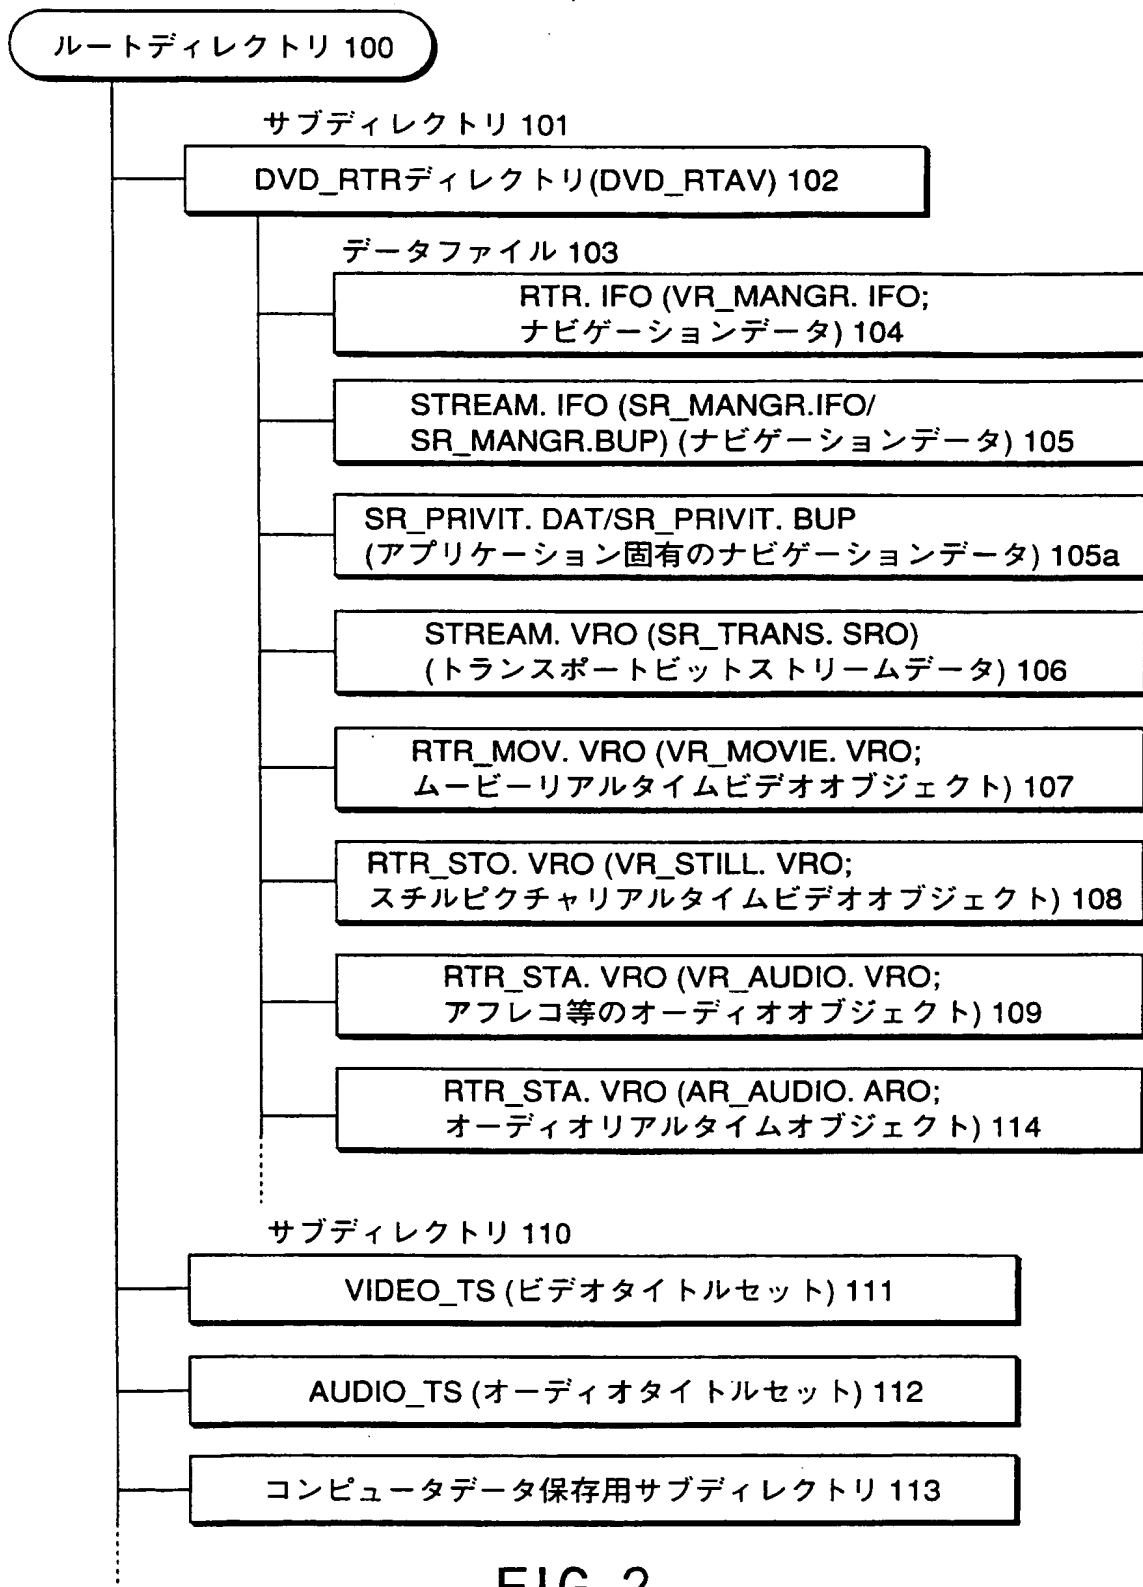 ルートディレクトリ 100
サブディレクトリ 101
DVD_RTRディレクトリ(DVD_RTAV) 102
データファイル 103
RTR. IFO (VR_MANGR. IFO;
ナビゲーションデータ) 104
STREAM. IFO (SR_MANGR.IFO/
SR_MANGR.BUP) (ナビゲーションデータ) 105
SR_PRIVIT. DAT/SR_PRIVIT. BUP
(アプリケーション固有のナビゲーションデータ) 105a
STREAM. VRO (SR_TRANS. SRO)
(トランスポートビットストリームデータ) 106
RTR_MOV. VRO (VR_MOVIE. VRO;
ムービーリアルタイムビデオオブジェクト) 107
RTR_STO. VRO (VR_STILL. VRO;
スチルピクチャリアルタイムビデオオブジェクト) 108
RTR_STA. VRO (VR_AUDIO. VRO;
アフレコ等のオーディオオブジェクト) 109
RTR_STA. VRO (AR_AUDIO. ARO;
オーディオリアルタイムオブジェクト) 114
サブディレクトリ 110
VIDEO_TS (ビデオタイトルセット) 111
AUDIO_TS (オーディオタイトルセット) 112
コンピュータデータ保存用サブディレクトリ 113
FIG. 2